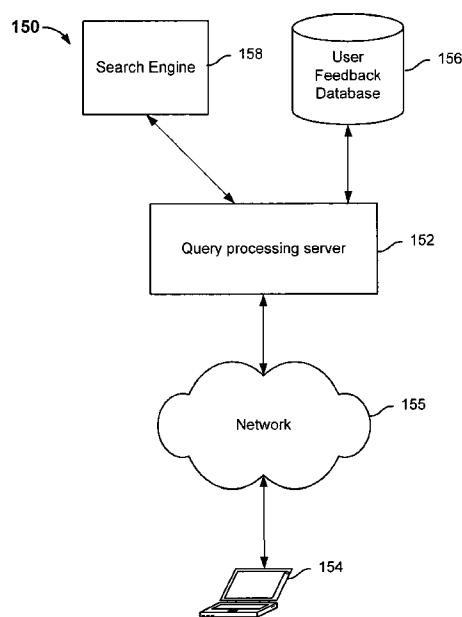 150
Search Engine
158
User
Feedback
Database
156
Query processing server
152
Network
155
154